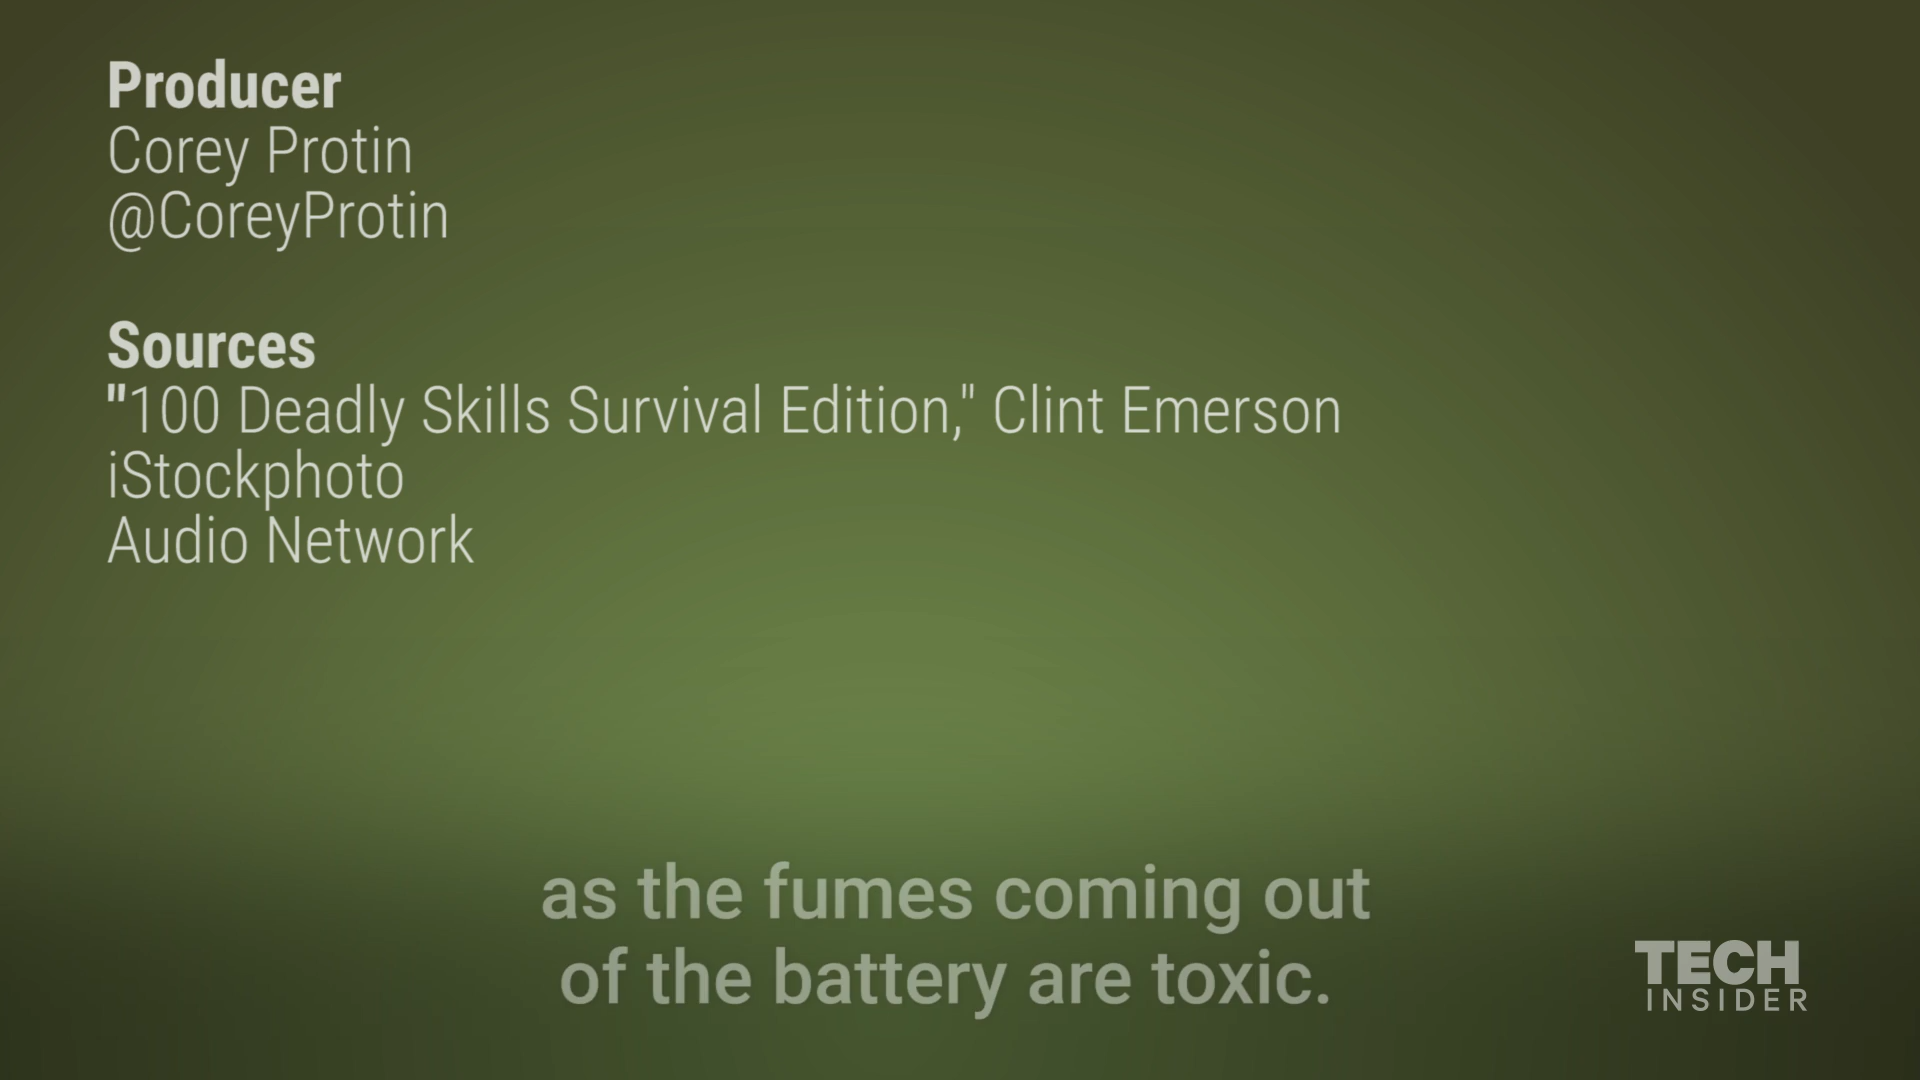 Producer
Corey Protin
@CoreyProtin
Sources
"100 Deadly Skills Survival Edition," Clint Emerson
iStockphoto
Audio Network
as the fumes coming out
of the battery are toxic.
TECH
INSIDER